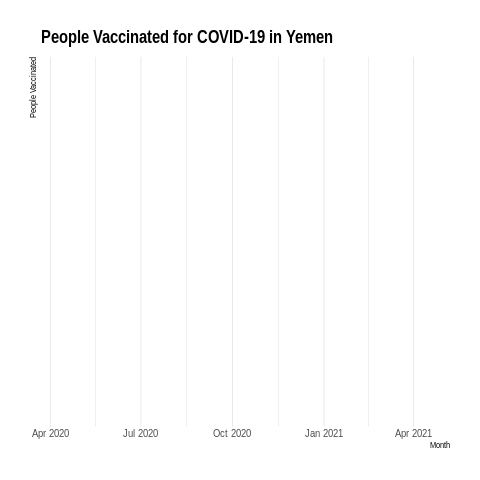 People Vaccinated for COVID-19 in Yemen
People Vaccinated
Apr 2020 Jul 2020 Oct 2020 Jan 2021 Apr 2021
Month